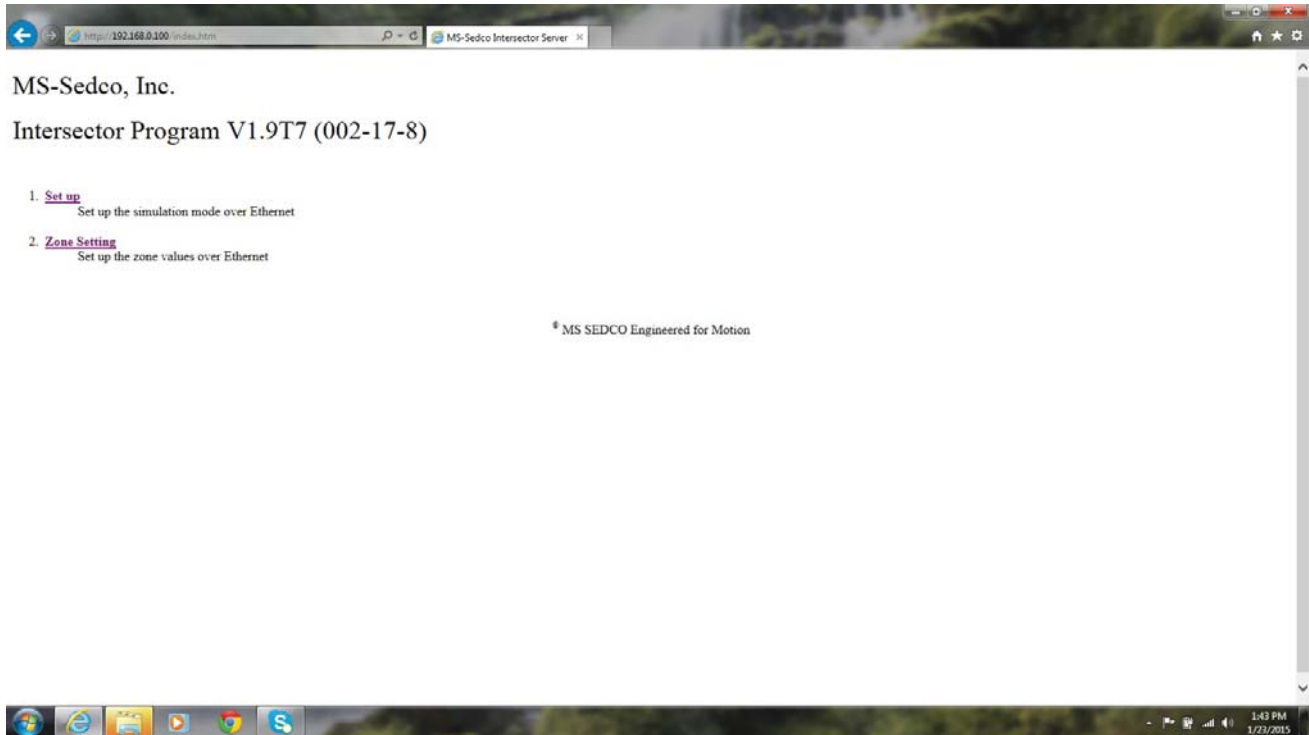 http://192.168.0.100/index.htm
MS-Sedco Intersector Server
MS-Sedco, Inc.
Intersector Program V1.9T7 (002-17-8)
1. Set up
Set up the simulation mode over Ethernet
2. Zone Setting
Set up the zone values over Ethernet
® MS SEDCO Engineered for Motion
1:43 PM
1/23/2015